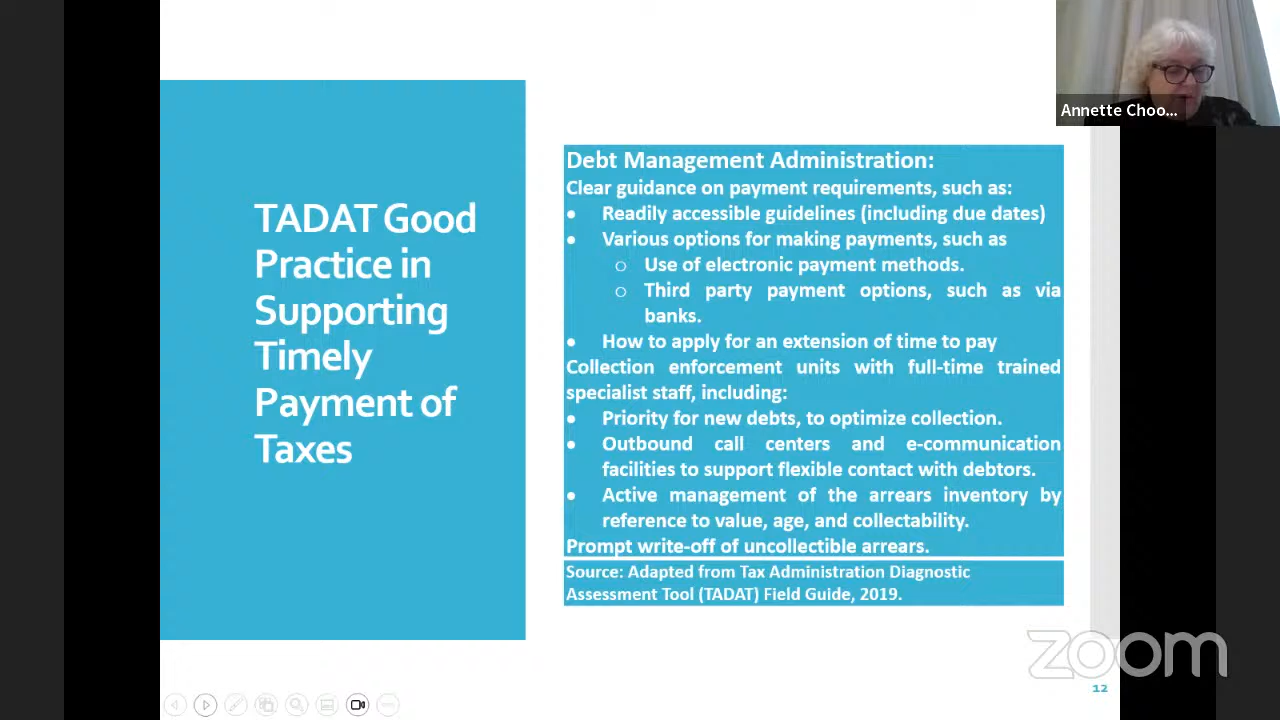 Annette Choo...
TADAT Good
Practice in
Supporting
Timely
Payment of
Taxes
Debt Management Administration:
Clear guidance on payment requirements, such as:
• Readily accessible guidelines (including due dates)
• Various options for making payments, such as
o Use of electronic payment methods.
o Third party payment options, such as via
banks.
• How to apply for an extension of time to pay
Collection enforcement units with full-time trained
specialist staff, including:
• Priority for new debts, to optimize collection.
• Outbound call centers and e-communication
facilities to support flexible contact with debtors.
• Active management of the arrears inventory by
reference to value, age, and collectability.
Prompt write-off of uncollectible arrears.
Source: Adapted from Tax Administration Diagnostic
Assessment Tool (TADAT) Field Guide, 2019.
zoom
12